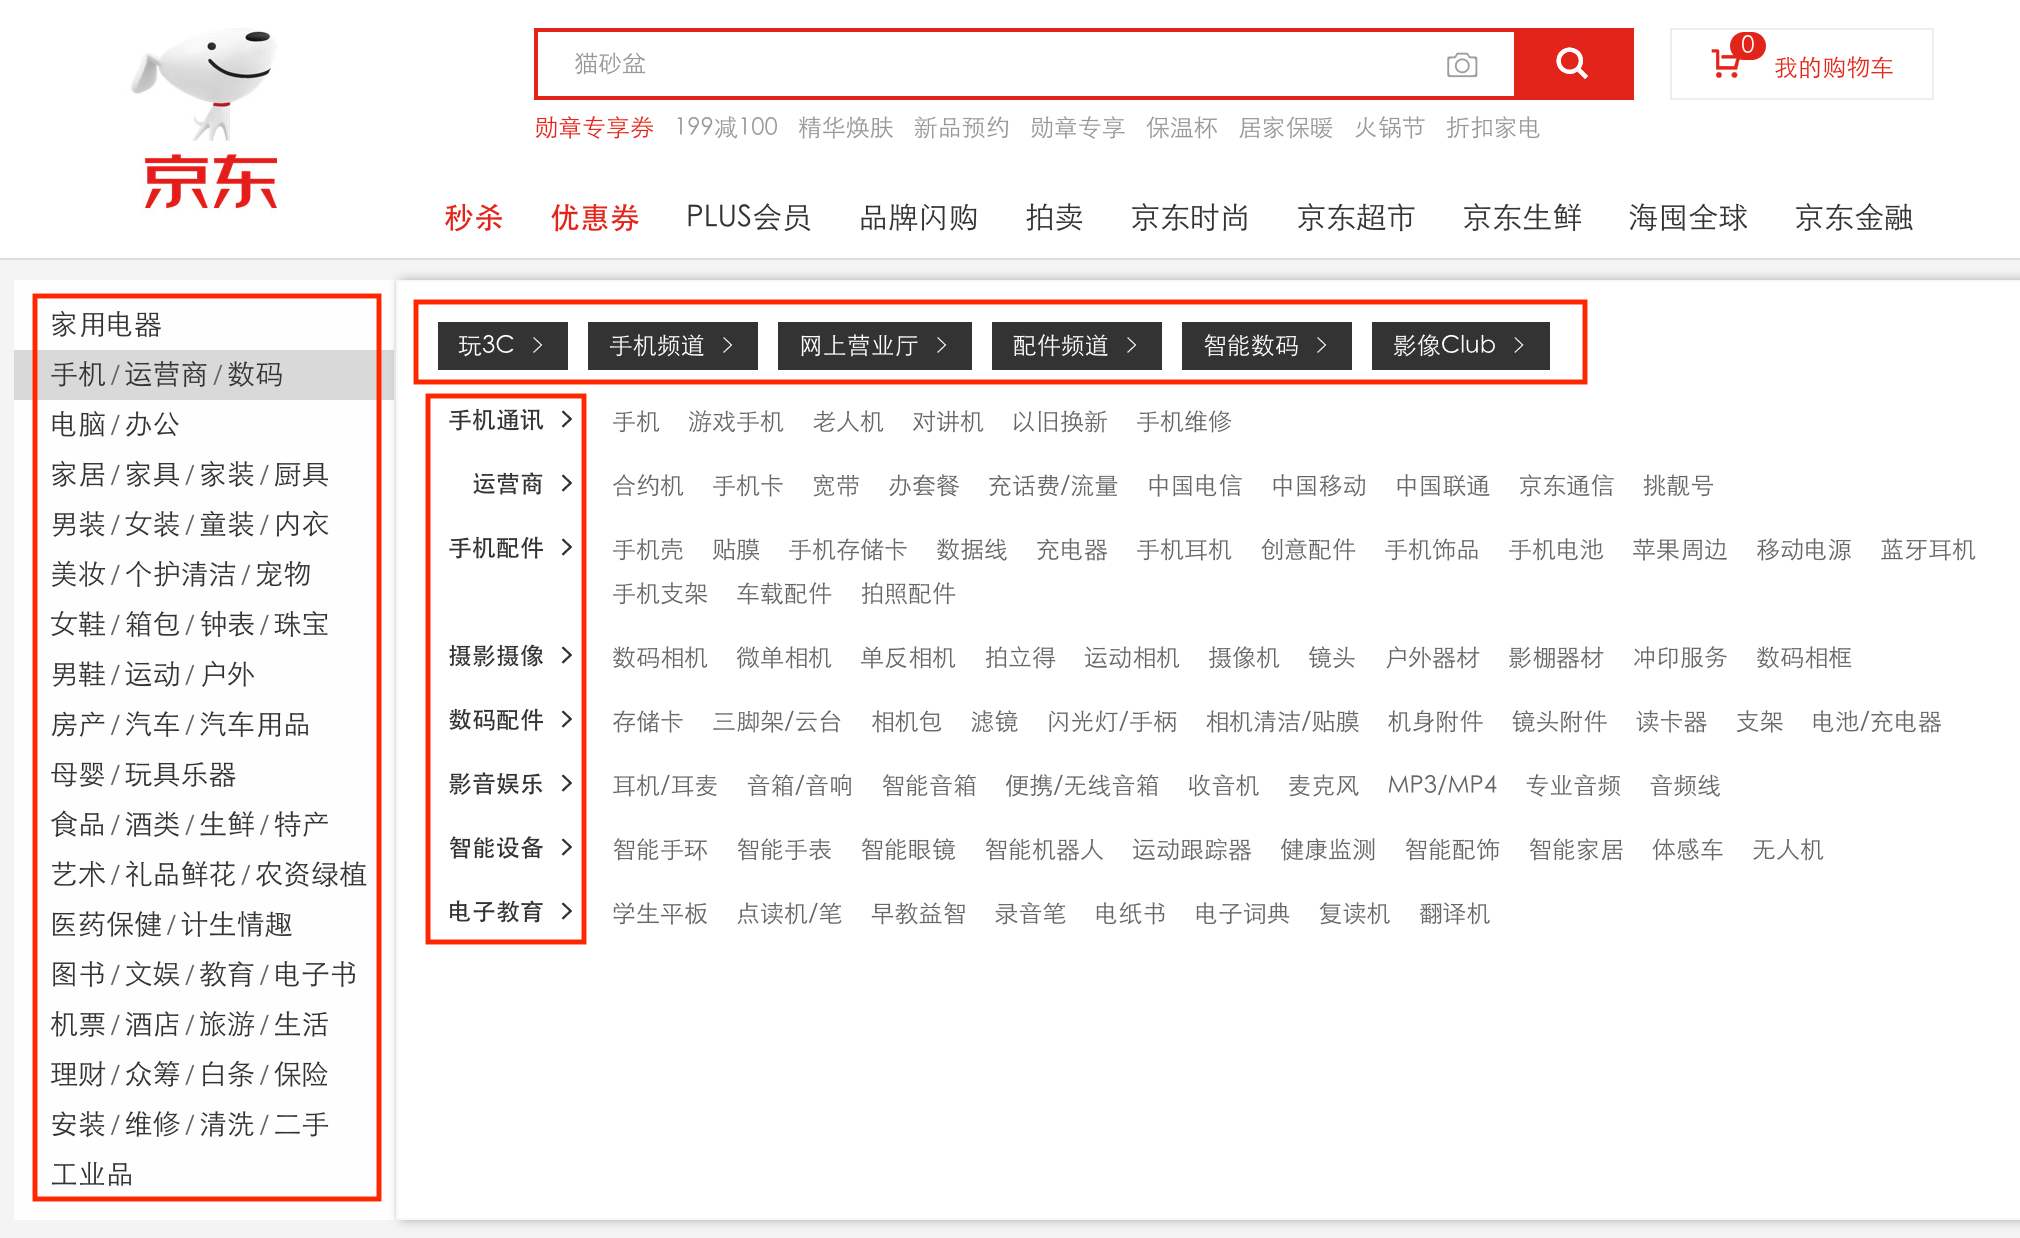 京东
猫砂盆
0
我的购物车
勋章专享券 199减100 精华焕肤 新品预约 勋章专享 保温杯 居家保暖 火锅节 折扣家电
秒杀 优惠券 PLUS会员 品牌闪购 拍卖 京东时尚 京东超市 京东生鲜 海囤全球 京东金融
家用电器
手机/运营商/数码
电脑/办公
家居/家具/家装/厨具
男装/女装/童装/内衣
美妆/个护清洁/宠物
女鞋/箱包/钟表/珠宝
男鞋/运动/户外
房产/汽车/汽车用品
母婴/玩具乐器
食品/酒类/生鲜/特产
艺术/礼品鲜花/农资绿植
医药保健/计生情趣
图书/文娱/教育/电子书
机票/酒店/旅游/生活
理财/众筹/白条/保险
安装/维修/清洗/二手
工业品
玩3C > 手机频道 > 网上营业厅 > 配件频道 > 智能数码 > 影像Club >
手机通讯 > 手机 游戏手机 老人机 对讲机 以旧换新 手机维修
运营商 > 合约机 手机卡 宽带 办套餐 充话费/流量 中国电信 中国移动 中国联通 京东通信 挑靓号
手机配件 > 手机壳 贴膜 手机存储卡 数据线 充电器 手机耳机 创意配件 手机饰品 手机电池 苹果周边 移动电源 蓝牙耳机
手机支架 车载配件 拍照配件
摄影摄像 > 数码相机 微单相机 单反相机 拍立得 运动相机 摄像机 镜头 户外器材 影棚器材 冲印服务 数码相框
数码配件 > 存储卡 三脚架/云台 相机包 滤镜 闪光灯/手柄 相机清洁/贴膜 机身附件 镜头附件 读卡器 支架 电池/充电器
影音娱乐 > 耳机/耳麦 音箱/音响 智能音箱 便携/无线音箱 收音机 麦克风 MP3/MP4 专业音频 音频线
智能设备 > 智能手环 智能手表 智能眼镜 智能机器人 运动跟踪器 健康监测 智能配饰 智能家居 体感车 无人机
电子教育 > 学生平板 点读机/笔 早教益智 录音笔 电纸书 电子词典 复读机 翻译机